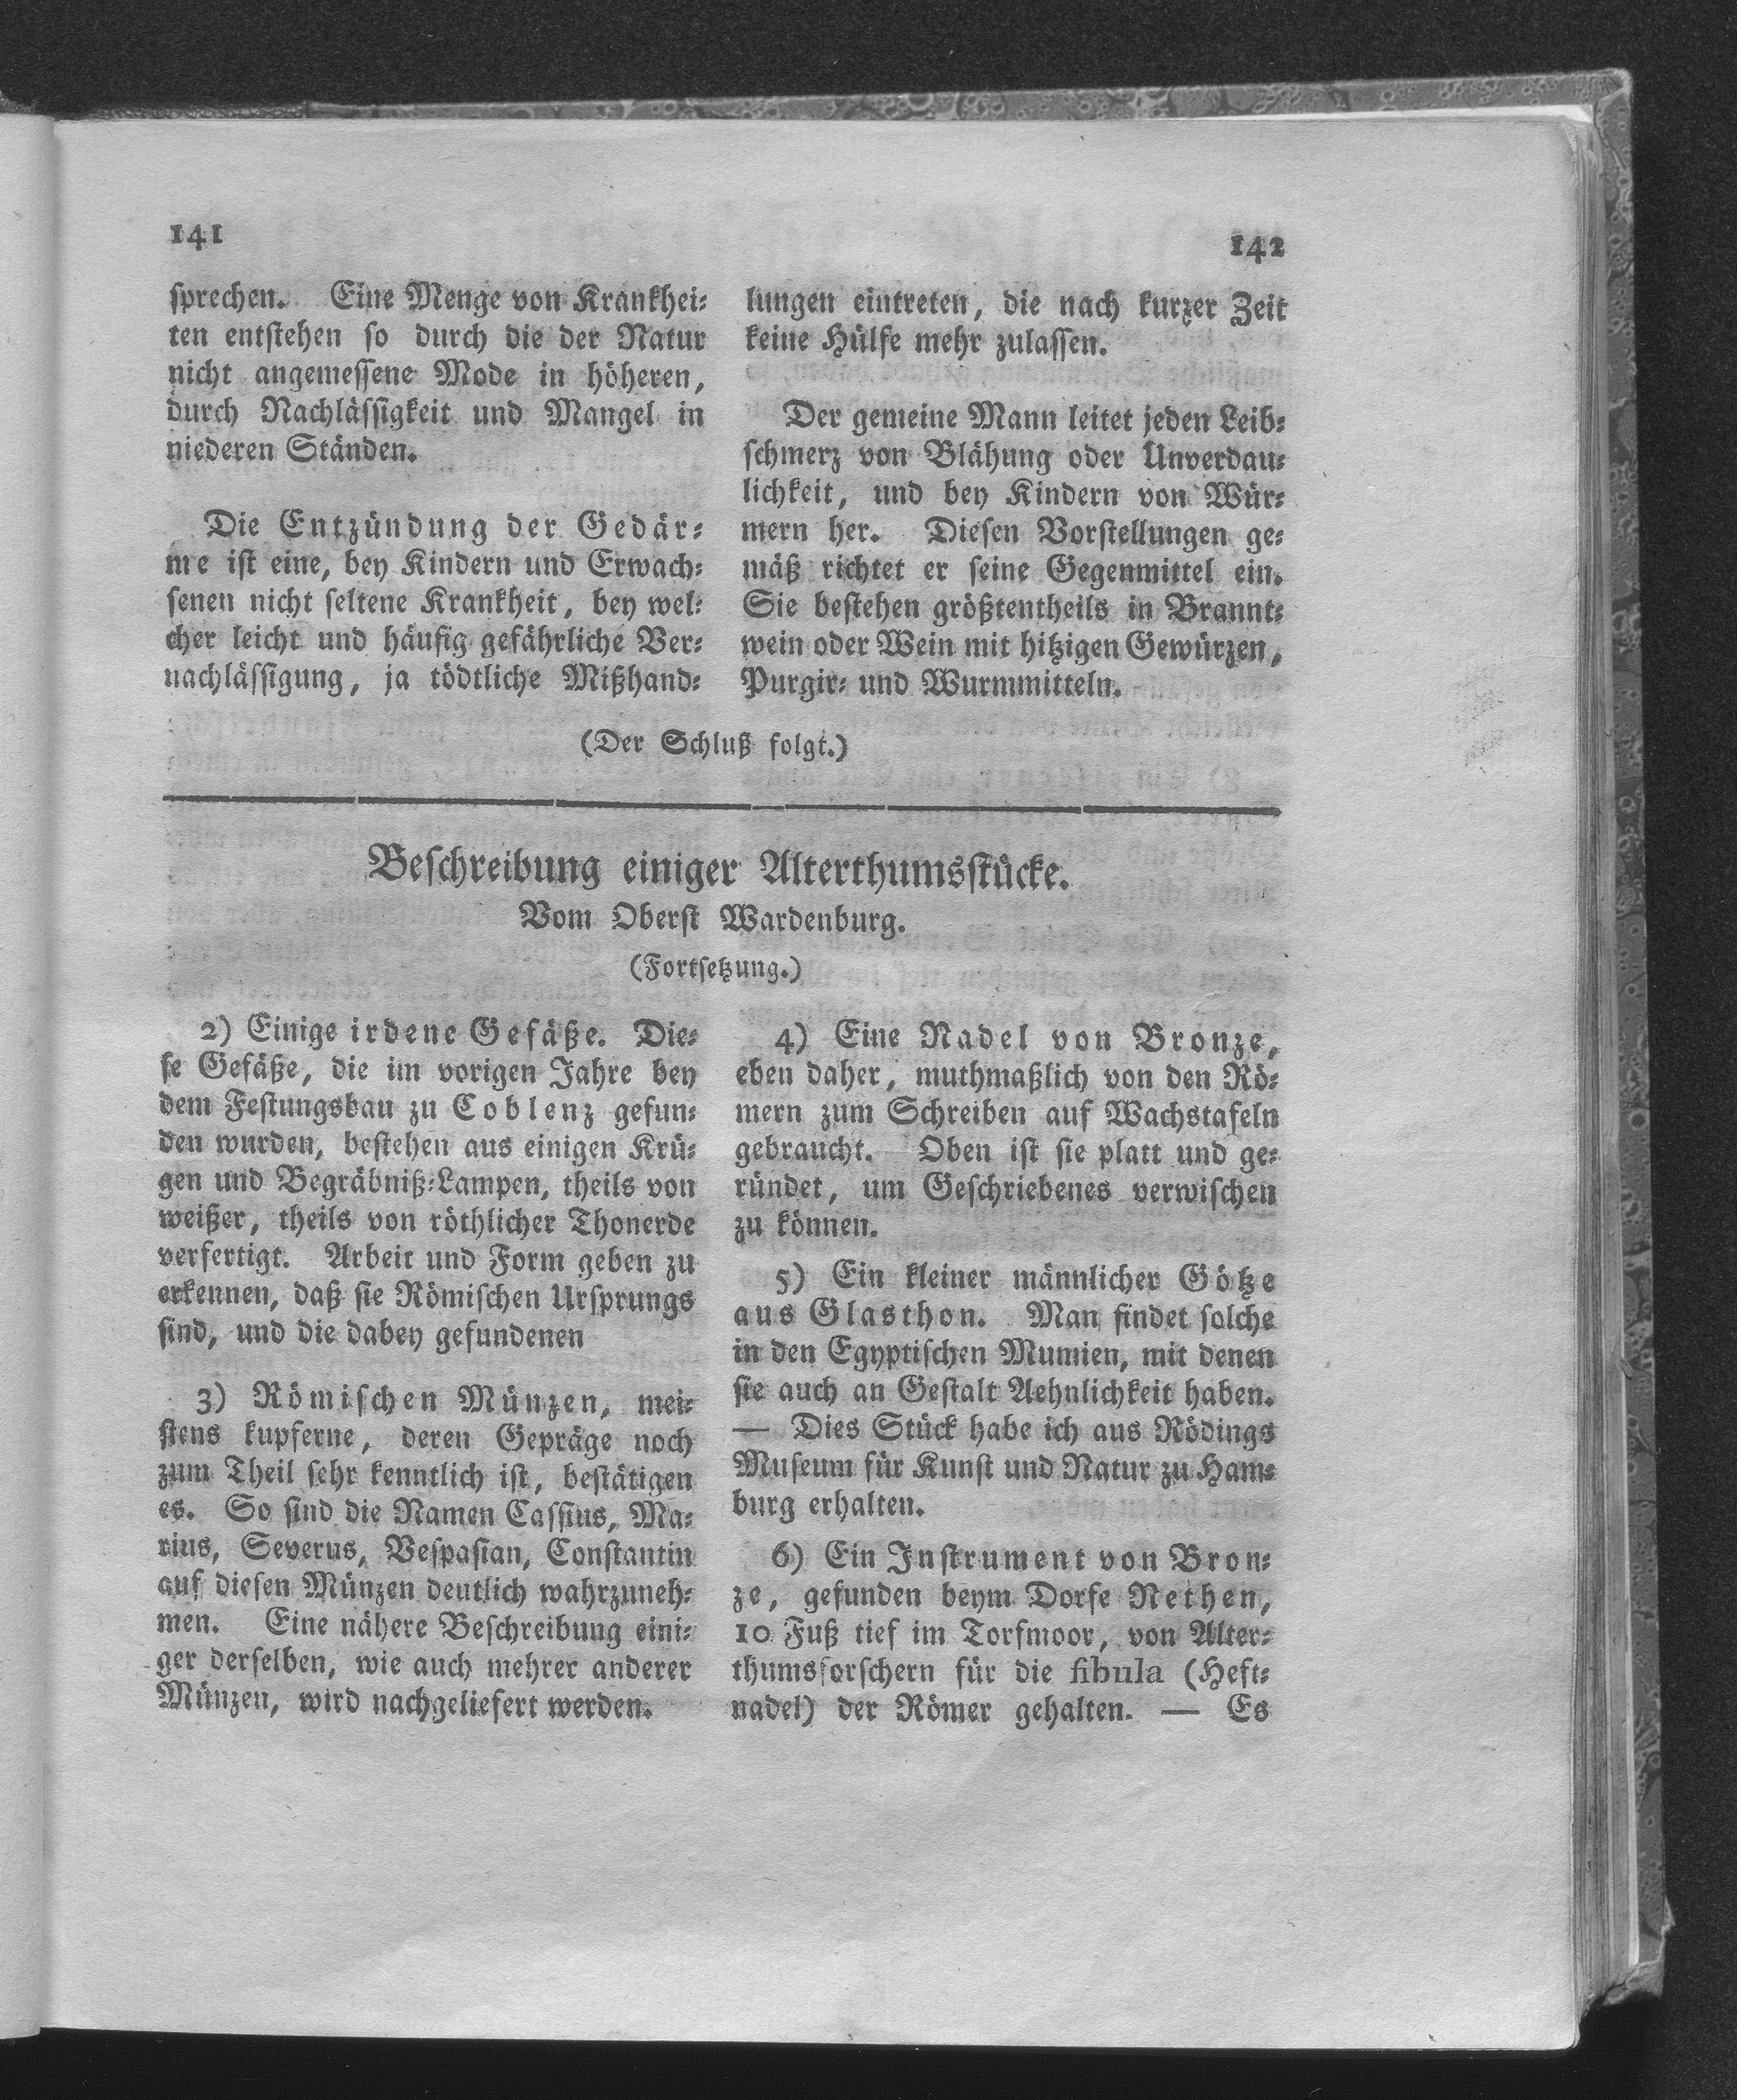 141
sprechen. Eine Menge von Krankhei-
ten entstehen so durch die der Natur
nicht angemessene Mode in höheren,
durch Nachlässigkeit und Mangel in
niederen Ständen.
Die Entzündung der Gedär-
me ist eine, bey Kindern und Erwach-
senen nicht seltene Krankheit, bey wel-
cher leicht und häufig gefährliche Ver-
nachlässigung, ja tödtliche Mißhand-
142
lungen eintreten, die nach kurzer Zeit
keine Hülfe mehr zulassen.
Der gemeine Mann leitet jeden Leib-
schmerz von Blähung oder Unverdau-
lichkeit, und bey Kindern von Wür-
mern her. Diesen Vorstellungen ge-
mäß richtet er seine Gegenmittel ein.
Sie bestehen größtentheils in Brannt-
wein oder Wein mit hitzigen Gewürzen,
Purgir- und Wurmmitteln.
(Der Schluß folgt.)
Beschreibung einiger Alterthumsstücke.
Vom Oberst Wardenburg.
(Fortsetzung.)
2) Einige irdene Gefäße. Die-
se Gefäße, die im vorigen Jahre bey
dem Festungsbau zu Coblenz gefun-
den wurden, bestehen aus einigen Krü-
gen und Begräbniß-Lampen, theils von
weißer, theils von röthlicher Thonerde
verfertigt. Arbeit und Form geben zu
erkennen, daß sie Römischen Ursprungs
sind, und die dabey gefundenen
3) Römischen Münzen, mei-
stens kupferne, deren Gepräge noch
zum Theil sehr kenntlich ist, bestätigen
es. So sind die Namen Cassius, Ma-
rius, Severus, Vespasian, Constantin
auf diesen Münzen deutlich wahrzuneh-
men. Eine nähere Beschreibung eini-
ger derselben, wie auch mehrer anderer
Münzen, wird nachgeliefert werden.
4) Eine Nadel von Bronze,
eben daher, muthmaßlich von den Rö-
mern zum Schreiben auf Wachstafeln
gebraucht. Oben ist sie platt und ge-
ründet, um Geschriebenes verwischen
zu können.
5) Ein kleiner männlicher Götze
aus Glasthon. Man findet solche
in den Egyptischen Mumien, mit denen
sie auch an Gestalt Aehnlichkeit haben.
— Dies Stück habe ich aus Rödings
Museum für Kunst und Natur zu Ham-
burg erhalten.
6) Ein Instrument von Bron-
ze, gefunden beym Dorfe Nethen,
10 Fuß tief im Torfmoor, von Alter-
thumsforschern für die fibula (Heft-
nadel) der Römer gehalten. — Es